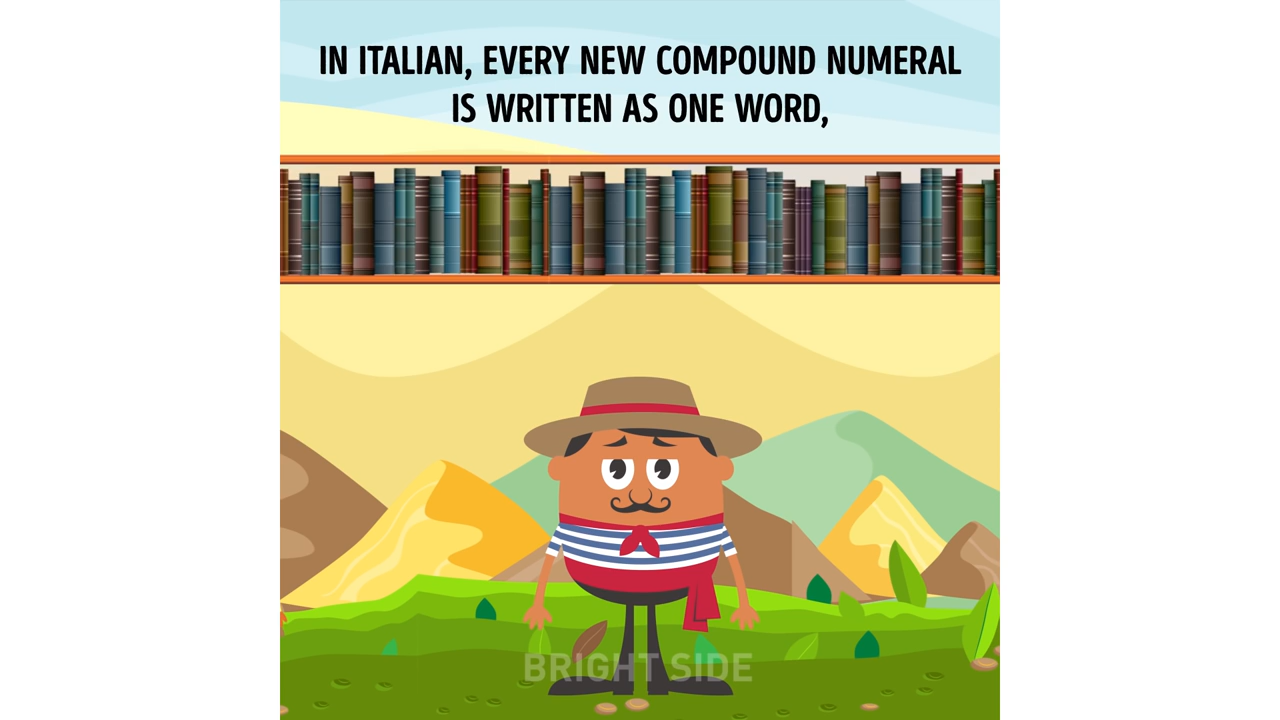 IN ITALIAN, EVERY NEW COMPOUND NUMERAL
IS WRITTEN AS ONE WORD,
BRIGHT SIDE